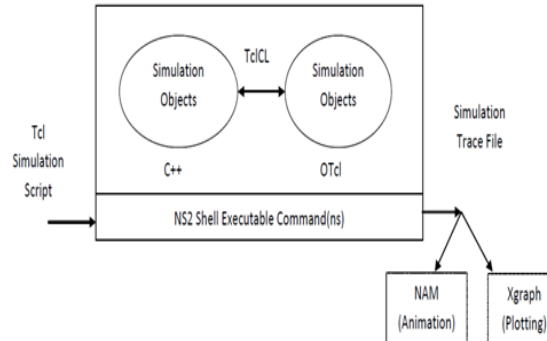 TclCL
Simulation
Objects
Simulation
Objects
C++
OTcl
Tcl
Simulation
Script
Simulation
Trace File
NS2 Shell Executable Command(ns)
NAM
(Animation)
Xgraph
(Plotting)